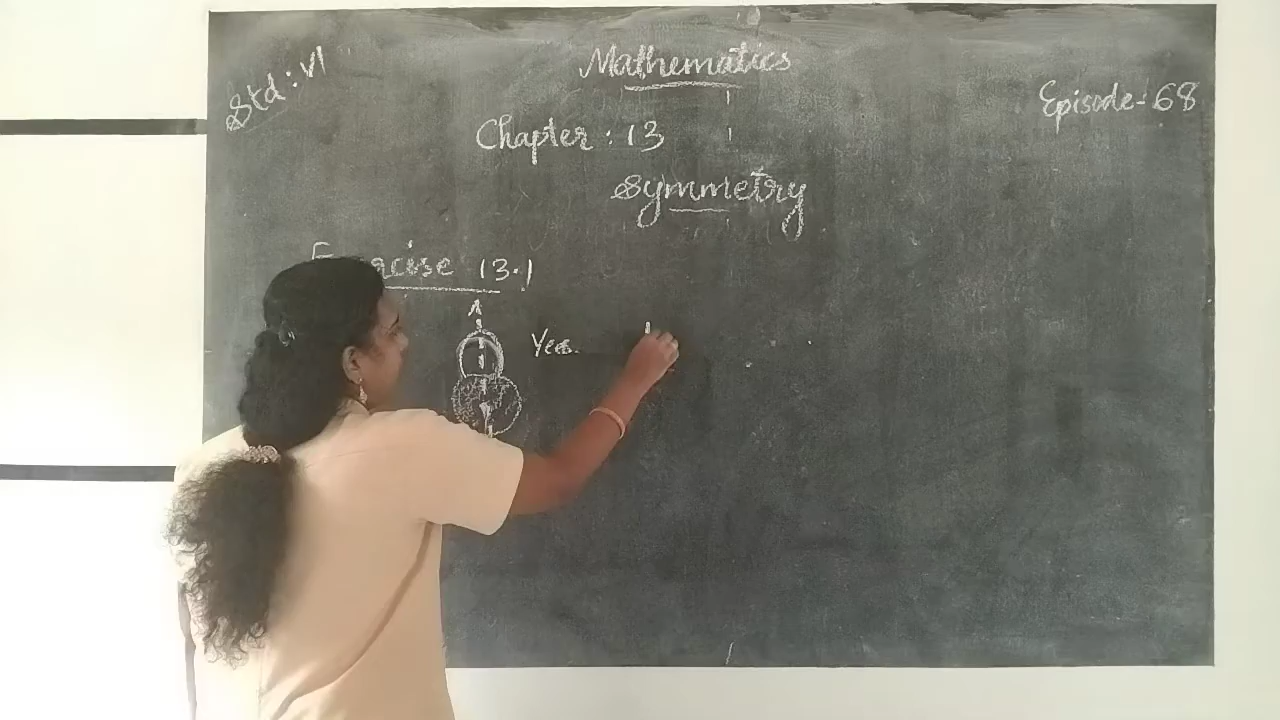 Std: VI
Mathematics
Episode-68
Chapter: 13
Symmetry
Exercise 13.1
Yes.